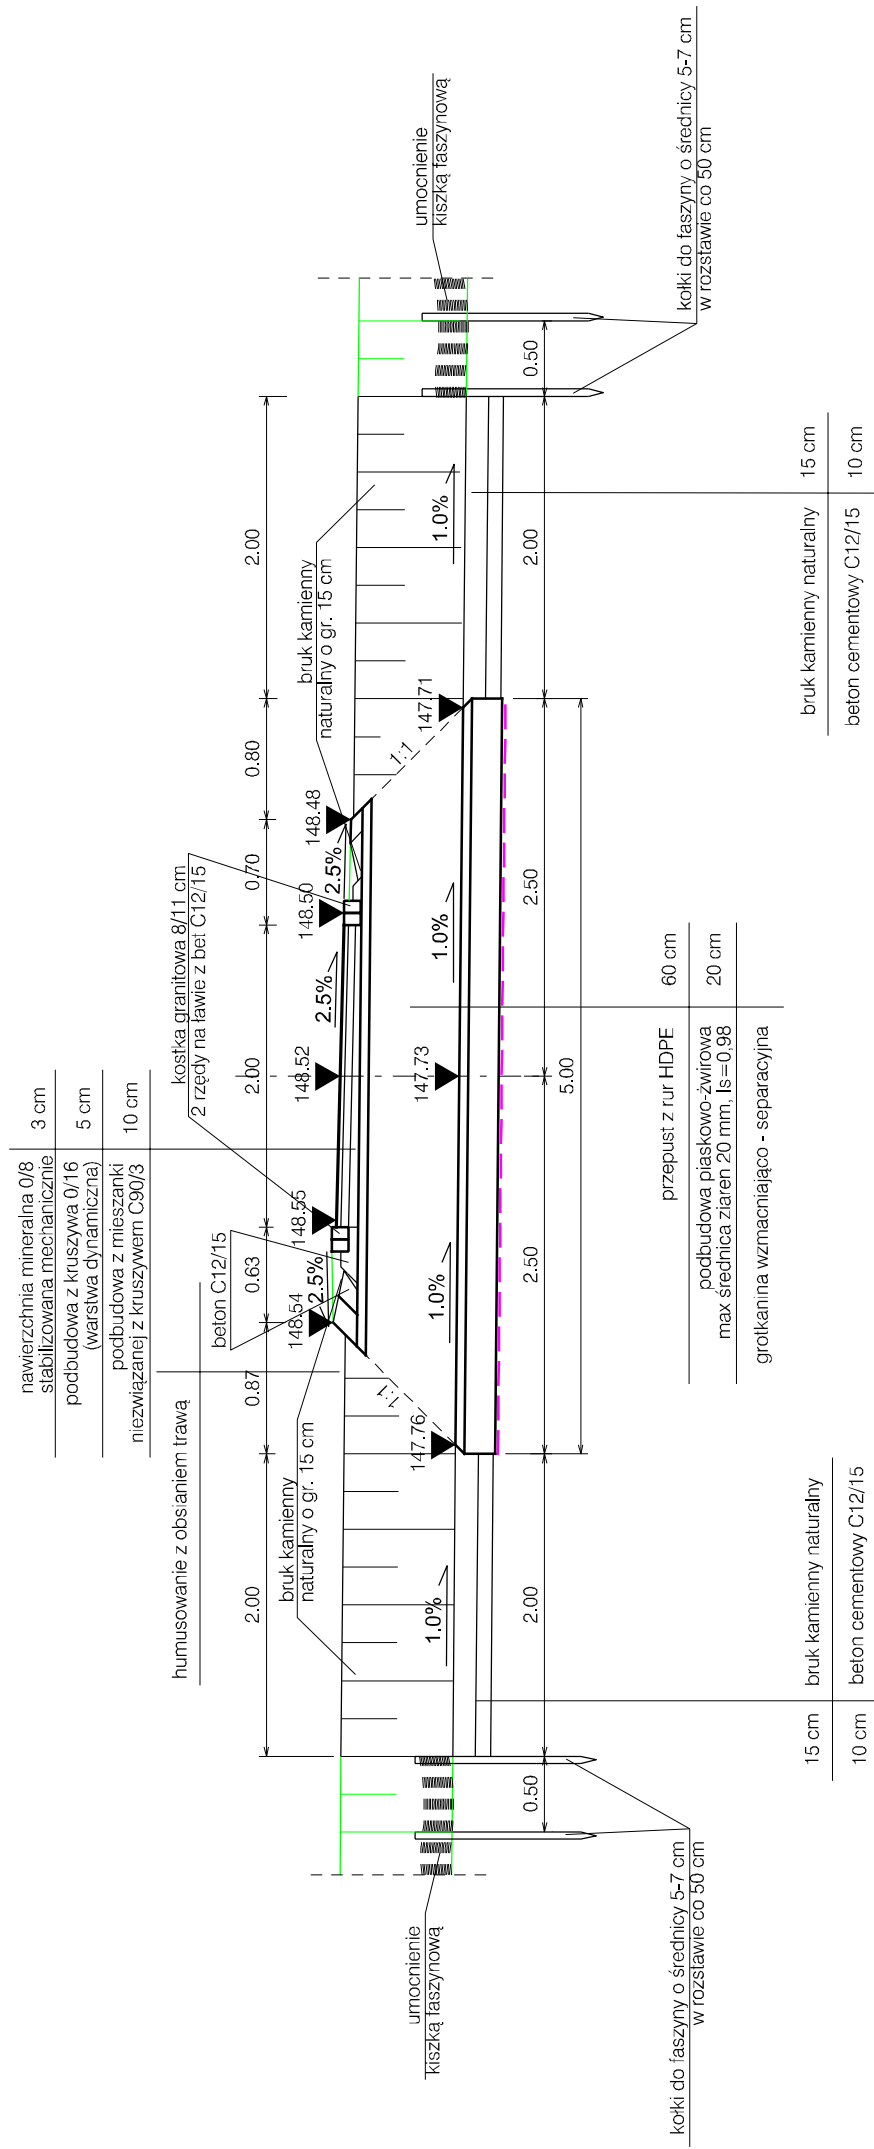 nawierzchnia mineralna 0/8
stabilizowana mechanicznie
3 cm
podbudowa z kruszywa 0/16
(warstwa dynamiczna)
5 cm
podbudowa z mieszanki
niezwiązanej z kruszywem C90/3
10 cm
humusowanie z obsianiem trawą
beton C12/15
kostka granitowa 8/11 cm
2 rzędy na ławie z bet C12/15
bruk kamienny
naturalny o gr. 15 cm
bruk kamienny
naturalny o gr. 15 cm
umocnienie
kiszką faszynową
umocnienie
kiszką faszynową
2.00
0.87
0.63
2.00
0.70
0.80
2.00
148.54
148.55
148.52
148.50
148.48
2.5%
2.5%
2.5%
1:1
1:1
147.76
147.73
147.71
1.0%
1.0%
1.0%
1.0%
0.50
2.00
2.50
2.50
2.00
0.50
5.00
kołki do faszyny o średnicy 5-7 cm
w rozstawie co 50 cm
kołki do faszyny o średnicy 5-7 cm
w rozstawie co 50 cm
przepust z rur HDPE
60 cm
podbudowa piaskowo-żwirowa
max średnica ziaren 20 mm, Is=0,98
20 cm
grotkanina wzmacniająco - separacyjna
15 cm
bruk kamienny naturalny
10 cm
beton cementowy C12/15
bruk kamienny naturalny
15 cm
beton cementowy C12/15
10 cm